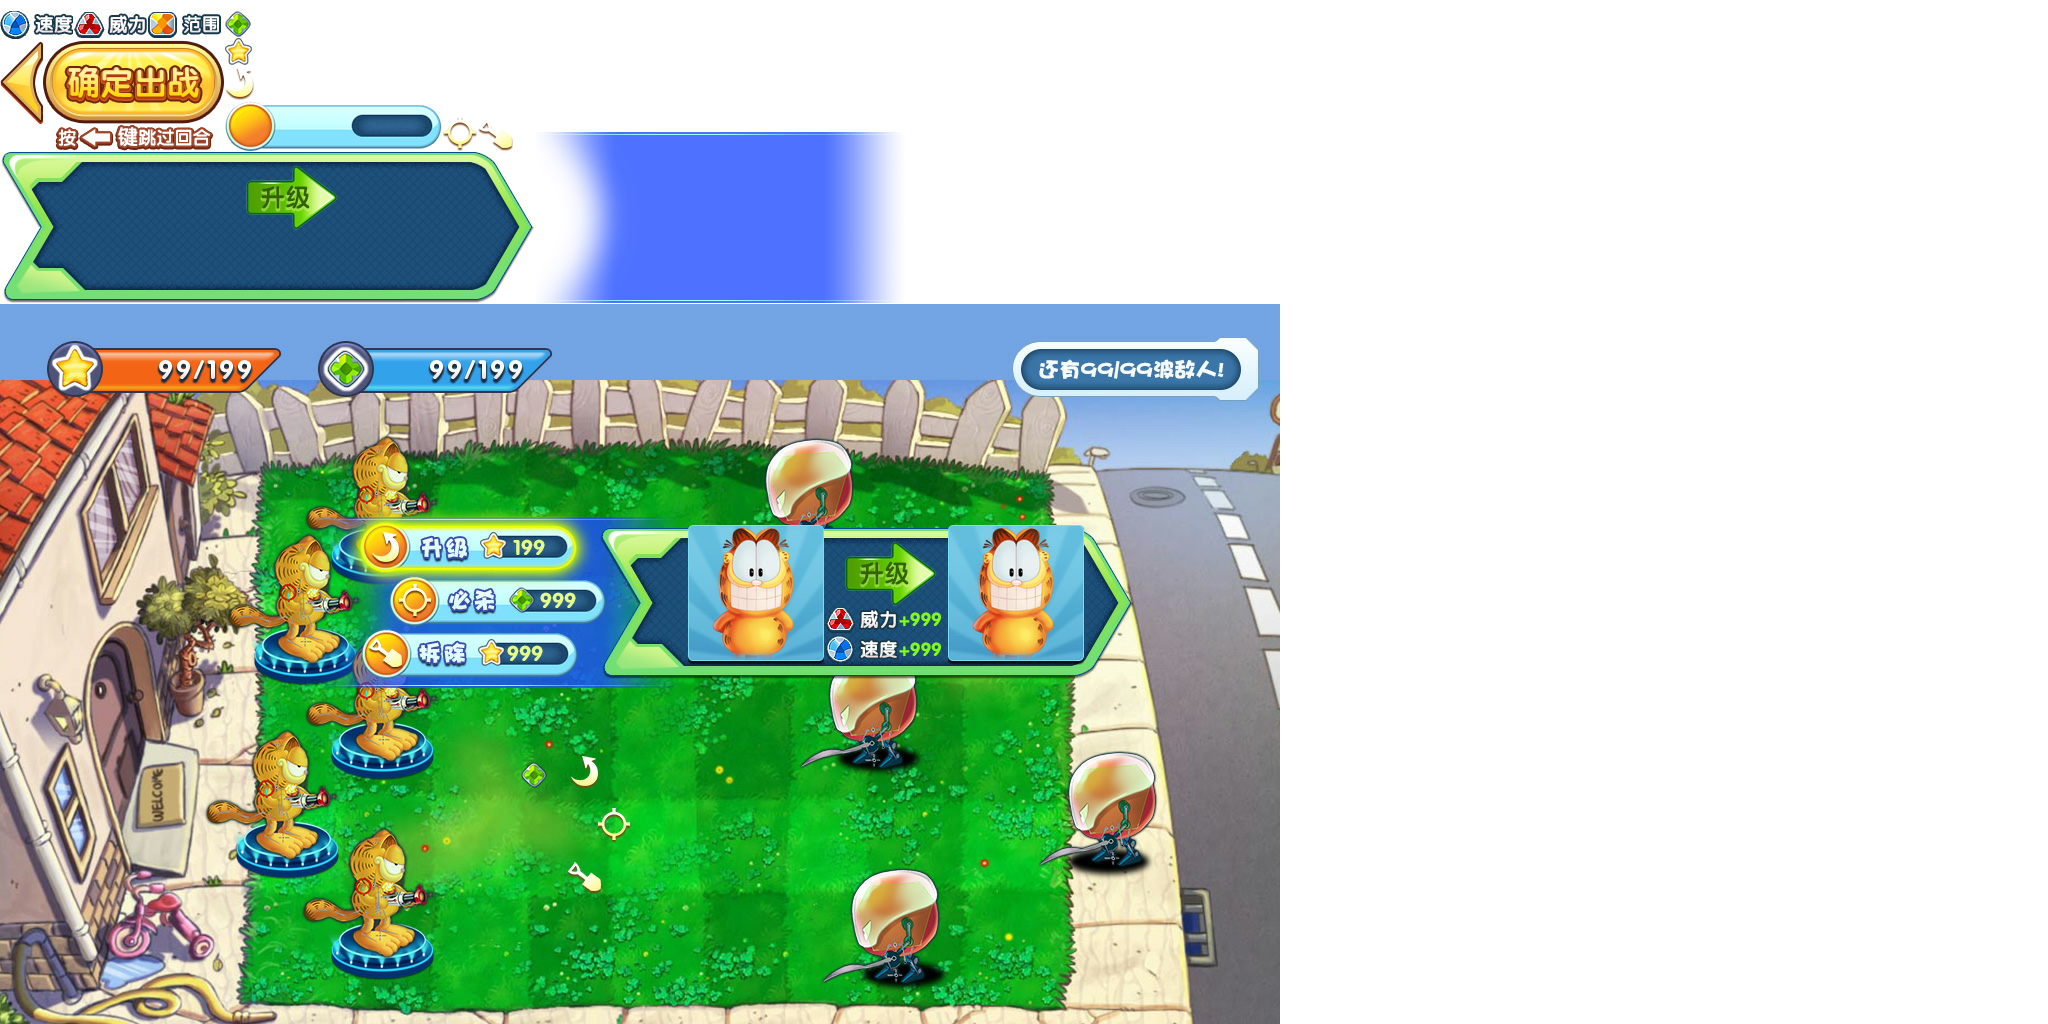 速度 威力 范围
确定出战
按 键跳过回合
升级
99/199
99/199
还有99/99波敌人!
升级 199
必杀 999
拆除 999
升级
威力+999
速度+999
WELCOME